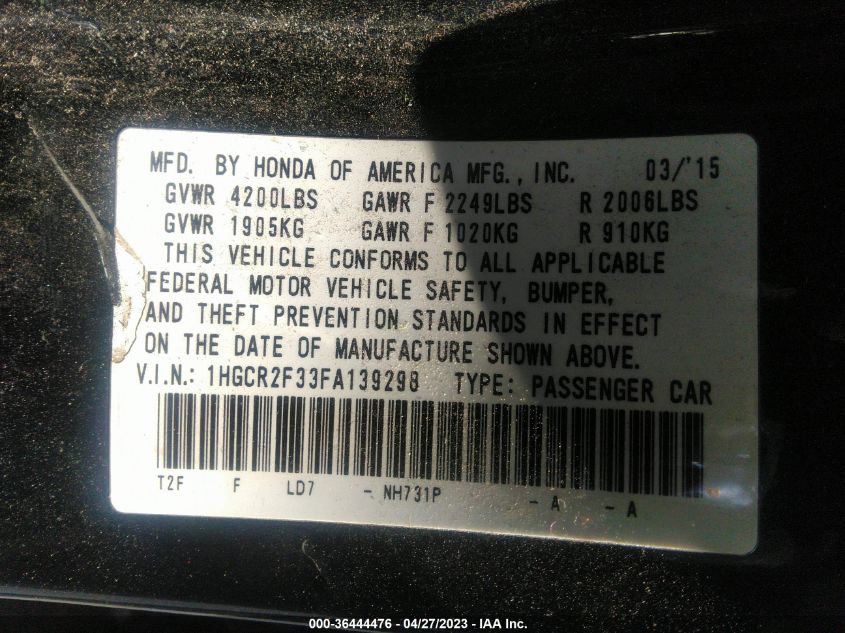 MFD. BY HONDA OF AMERICA MFG., INC. 03/'15
GVWR 4200LBS GAWR F 2249LBS R 2006LBS
GVWR 1905KG GAWR F 1020KG R 910KG
THIS VEHICLE CONFORMS TO ALL APPLICABLE
FEDERAL MOTOR VEHICLE SAFETY, BUMPER,
AND THEFT PREVENTION STANDARDS IN EFFECT
ON THE DATE OF MANUFACTURE SHOWN ABOVE.
V.I.N.: 1HGCR2F33FA139298 TYPE: PASSENGER CAR
T2F F LD7 - NH731P - A - A
000-36444476 - 04/27/2023 - IAA Inc.